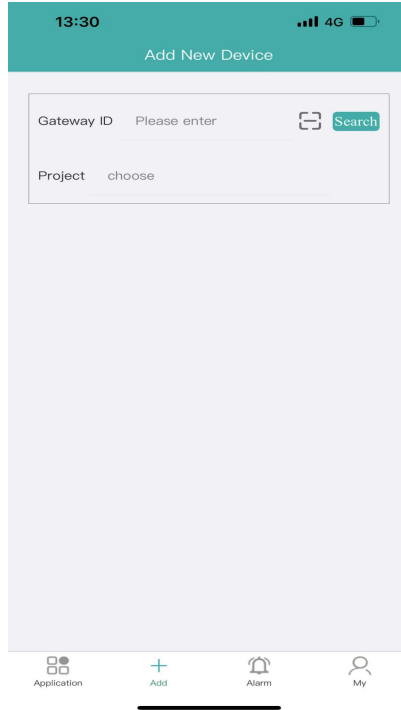 13:30 4G
Add New Device
Gateway ID Please enter Search
Project choose
Application Add Alarm My